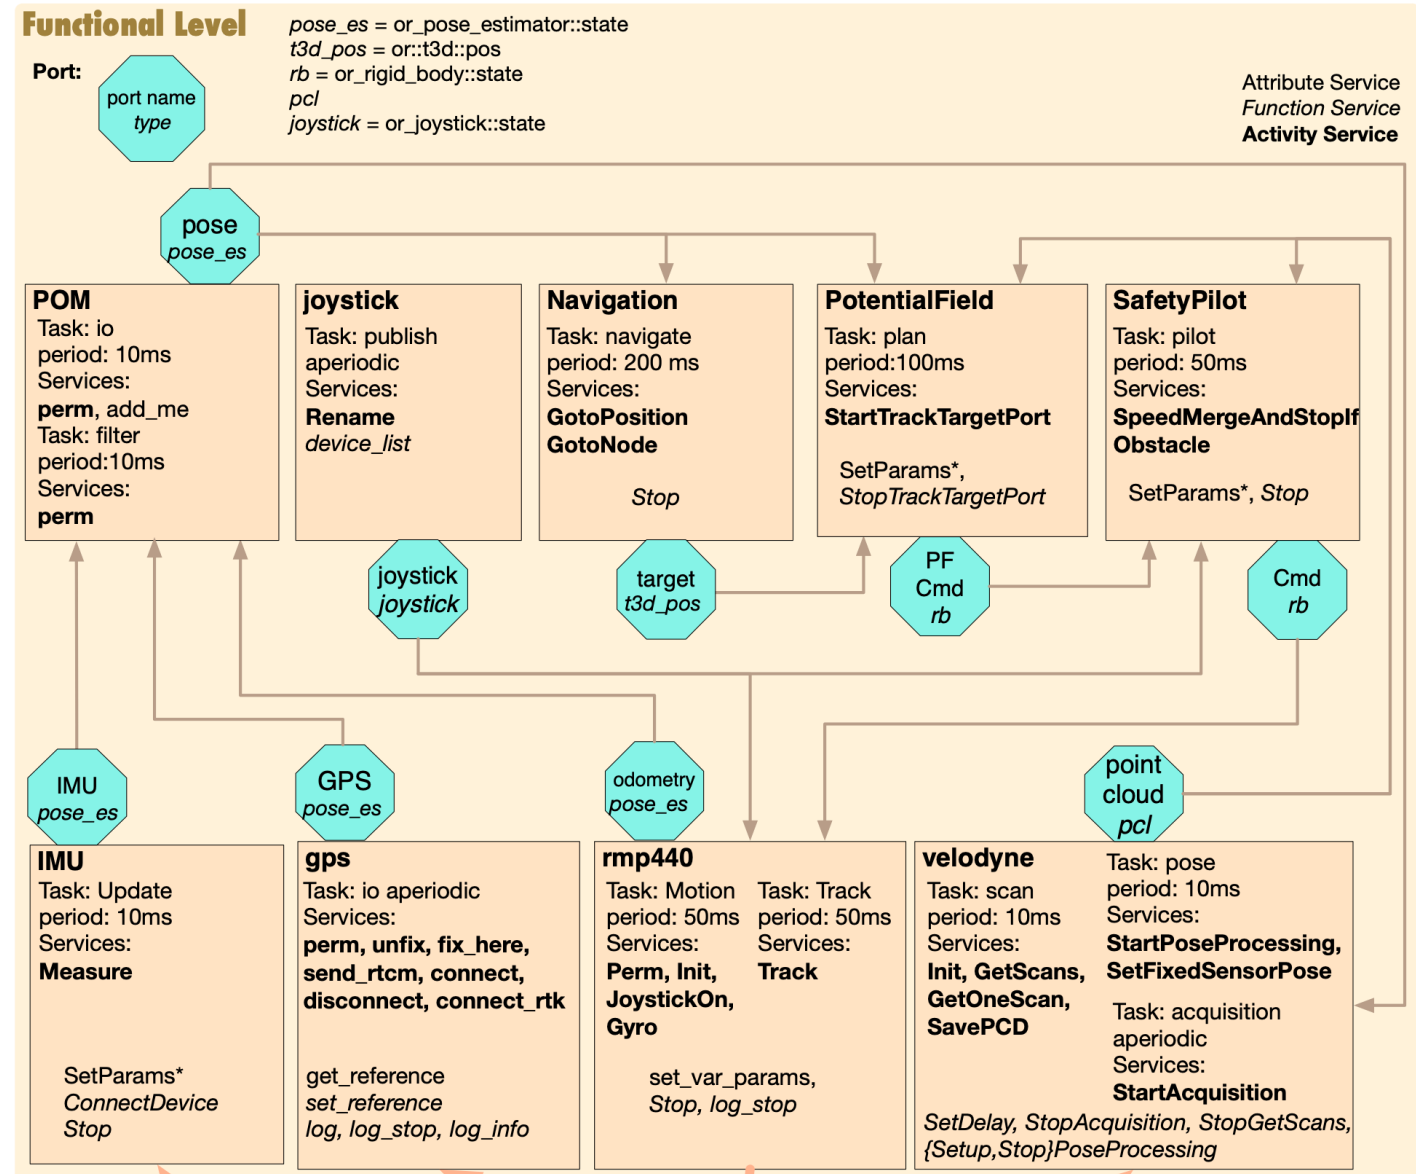 Functional Level
pose_es = or_pose_estimator::state
t3d_pos = or::t3d::pos
rb = or_rigid_body::state
pcl
joystick = or_joystick::state
Port:
port name
type
Attribute Service
Function Service
Activity Service
pose
pose_es
POM
Task: io
period: 10ms
Services:
perm, add_me
Task: filter
period:10ms
Services:
perm
joystick
Task: publish
aperiodic
Services:
Rename
device_list
Navigation
Task: navigate
period: 200 ms
Services:
GotoPosition
GotoNode
Stop
PotentialField
Task: plan
period:100ms
Services:
StartTrackTargetPort
SetParams*,
StopTrackTargetPort
SafetyPilot
Task: pilot
period: 50ms
Services:
SpeedMergeAndStopIf
Obstacle
SetParams*, Stop
joystick
joystick
target
t3d_pos
PF
Cmd
rb
Cmd
rb
IMU
pose_es
GPS
pose_es
odometry
pose_es
point
cloud
pcl
IMU
Task: Update
period: 10ms
Services:
Measure
SetParams*
ConnectDevice
Stop
gps
Task: io aperiodic
Services:
perm, unfix, fix_here,
send_rtcm, connect,
disconnect, connect_rtk
get_reference
set_reference
log, log_stop, log_info
rmp440
Task: Motion
period: 50ms
Services:
Perm, Init,
JoystickOn,
Gyro
Task: Track
period: 50ms
Services:
Track
set_var_params,
Stop, log_stop
velodyne
Task: scan
period: 10ms
Services:
Init, GetScans,
GetOneScan,
SavePCD
Task: pose
period: 10ms
Services:
StartPoseProcessing,
SetFixedSensorPose
Task: acquisition
aperiodic
Services:
StartAcquisition
SetDelay, StopAcquisition, StopGetScans,
{Setup,Stop}PoseProcessing